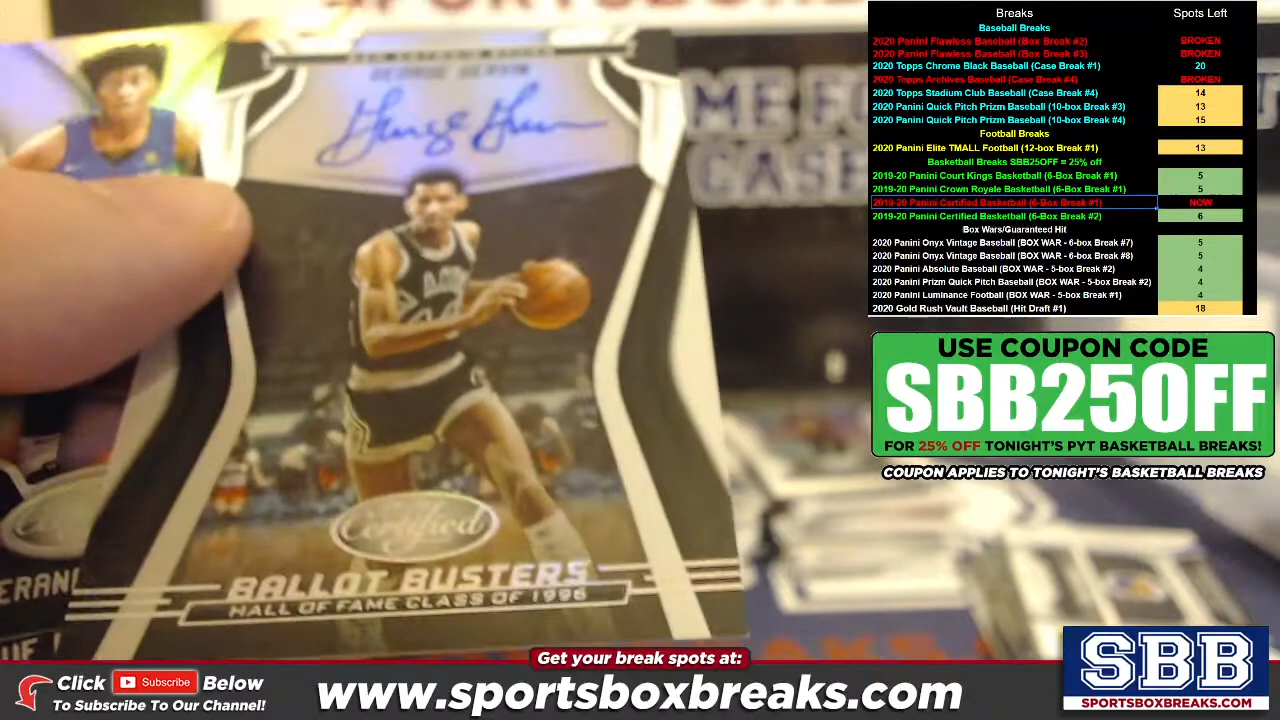 Certified
BALLOT BUSTERS
HALL OF FAME CLASS OF 1996
Breaks Spots Left
Baseball Breaks
2020 Panini Flawless Baseball (Box Break #2) BROKEN
2020 Panini Flawless Baseball (Box Break #3) BROKEN
2020 Topps Chrome Black Baseball (Case Break #1) 20
2020 Topps Archives Baseball (Case Break #4) BROKEN
2020 Topps Stadium Club Baseball (Case Break #4) 14
2020 Panini Quick Pitch Prizm Baseball (10-box Break #3) 13
2020 Panini Quick Pitch Prizm Baseball (10-box Break #4) 15
Football Breaks
2020 Panini Elite TMALL Football (12-box Break #1) 13
Basketball Breaks SBB25OFF = 25% off
2019-20 Panini Court Kings Basketball (6-Box Break #1) 5
2019-20 Panini Crown Royale Basketball (6-Box Break #1) 5
2019-20 Panini Certified Basketball (6-Box Break #1) NOW
2019-20 Panini Certified Basketball (6-Box Break #2) 6
Box Wars/Guaranteed Hit
2020 Panini Onyx Vintage Baseball (BOX WAR - 6-box Break #7) 5
2020 Panini Onyx Vintage Baseball (BOX WAR - 6-box Break #8) 5
2020 Panini Absolute Baseball (BOX WAR - 5-box Break #2) 4
2020 Panini Prizm Quick Pitch Baseball (BOX WAR - 5-box Break #2) 4
2020 Panini Luminance Football (BOX WAR - 5-box Break #1) 4
2020 Gold Rush Vault Baseball (Hit Draft #1) 18
USE COUPON CODE
SBB25OFF
FOR 25% OFF TONIGHT'S PYT BASKETBALL BREAKS!
COUPON APPLIES TO TONIGHT'S BASKETBALL BREAKS
Get your break spots at:
Click Subscribe Below
To Subscribe To Our Channel!
www.sportsboxbreaks.com
SBB
SPORTSBOXBREAKS.COM